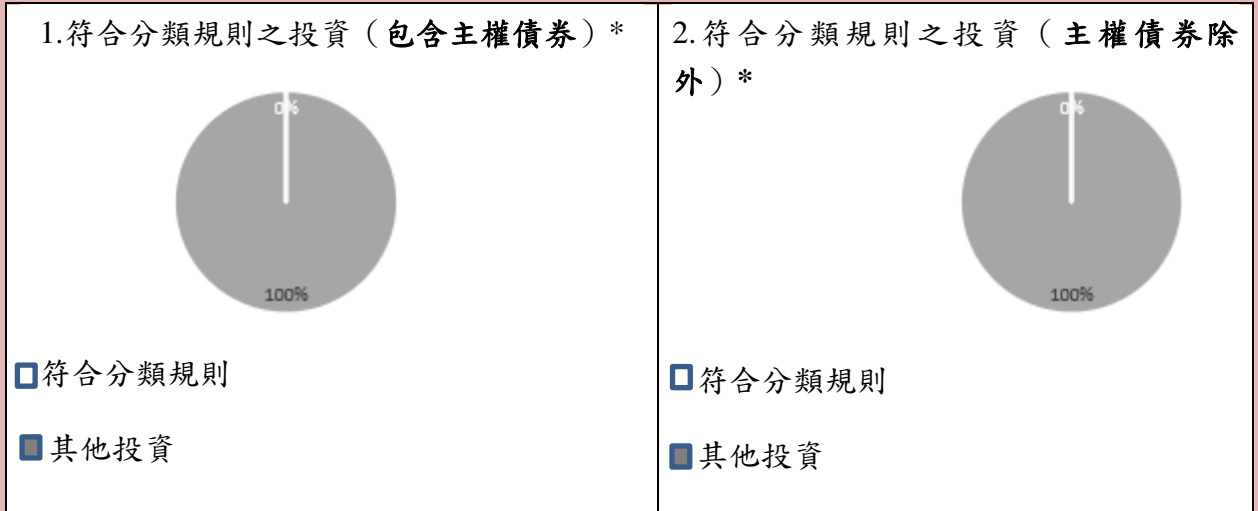 1.符合分類規則之投資（包含主權債券）*
0%
100%
符合分類規則
其他投資
2.符合分類規則之投資（主權債券除
外）*
0%
100%
符合分類規則
其他投資